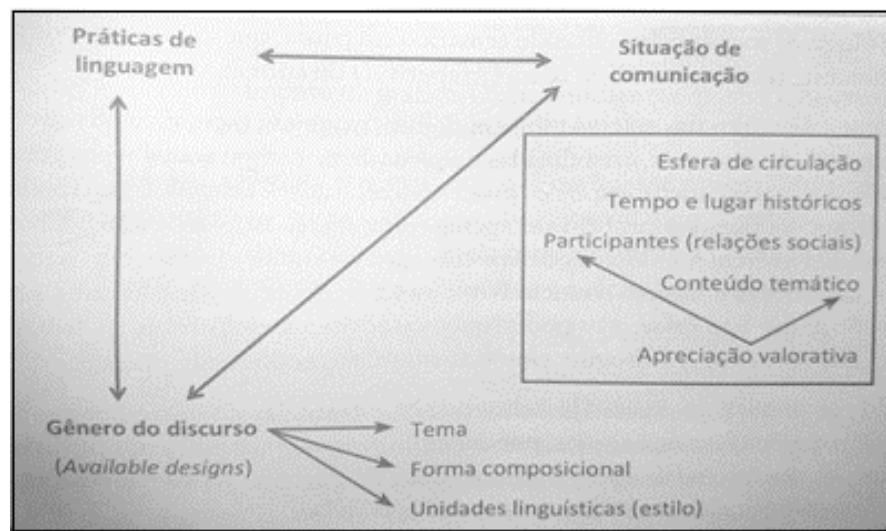 Práticas de
linguagem
Situação de
comunicação
Esfera de circulação
Tempo e lugar históricos
Participantes (relações sociais)
Conteúdo temático
Apreciação valorativa
Gênero do discurso
(Available designs)
Tema
Forma composicional
Unidades linguísticas (estilo)